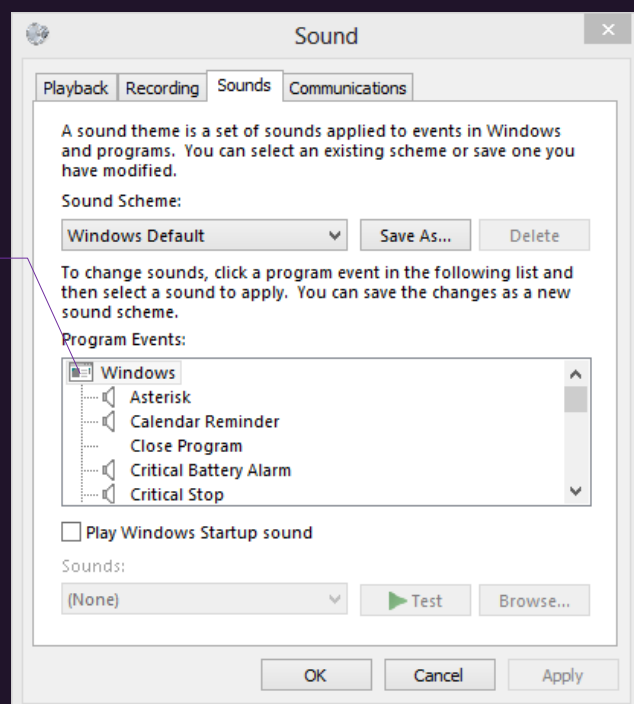 Sound
Playback Recording Sounds Communications
A sound theme is a set of sounds applied to events in Windows
and programs. You can select an existing scheme or save one you
have modified.
Sound Scheme:
Windows Default Save As... Delete
To change sounds, click a program event in the following list and
then select a sound to apply. You can save the changes as a new
sound scheme.
Program Events:
Windows
Asterisk
Calendar Reminder
Close Program
Critical Battery Alarm
Critical Stop
Play Windows Startup sound
Sounds:
(None) Test Browse...
OK Cancel Apply